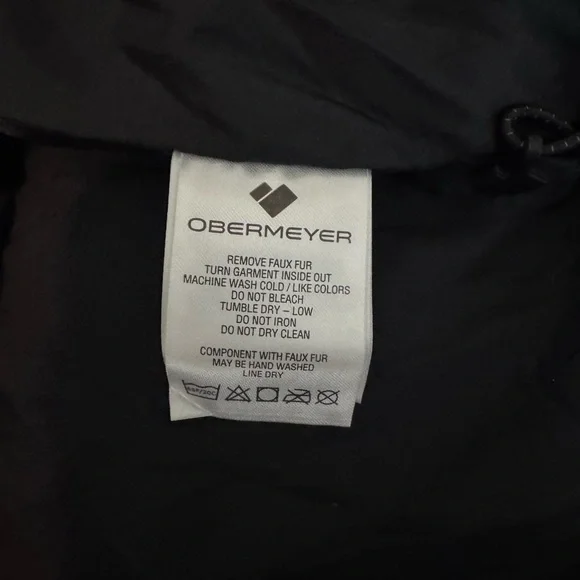 OBERMEYER
REMOVE FAUX FUR
TURN GARMENT INSIDE OUT
MACHINE WASH COLD / LIKE COLORS
DO NOT BLEACH
TUMBLE DRY – LOW
DO NOT IRON
DO NOT DRY CLEAN
COMPONENT WITH FAUX FUR
MAY BE HAND WASHED
LINE DRY